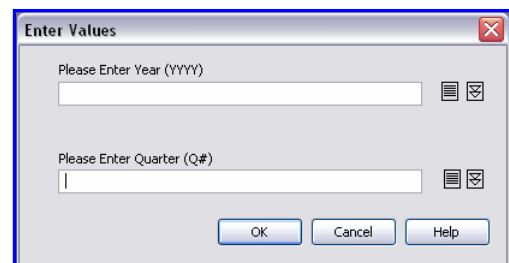 Enter Values
Please Enter Year (YYYY)
Please Enter Quarter (Q#)
OK Cancel Help